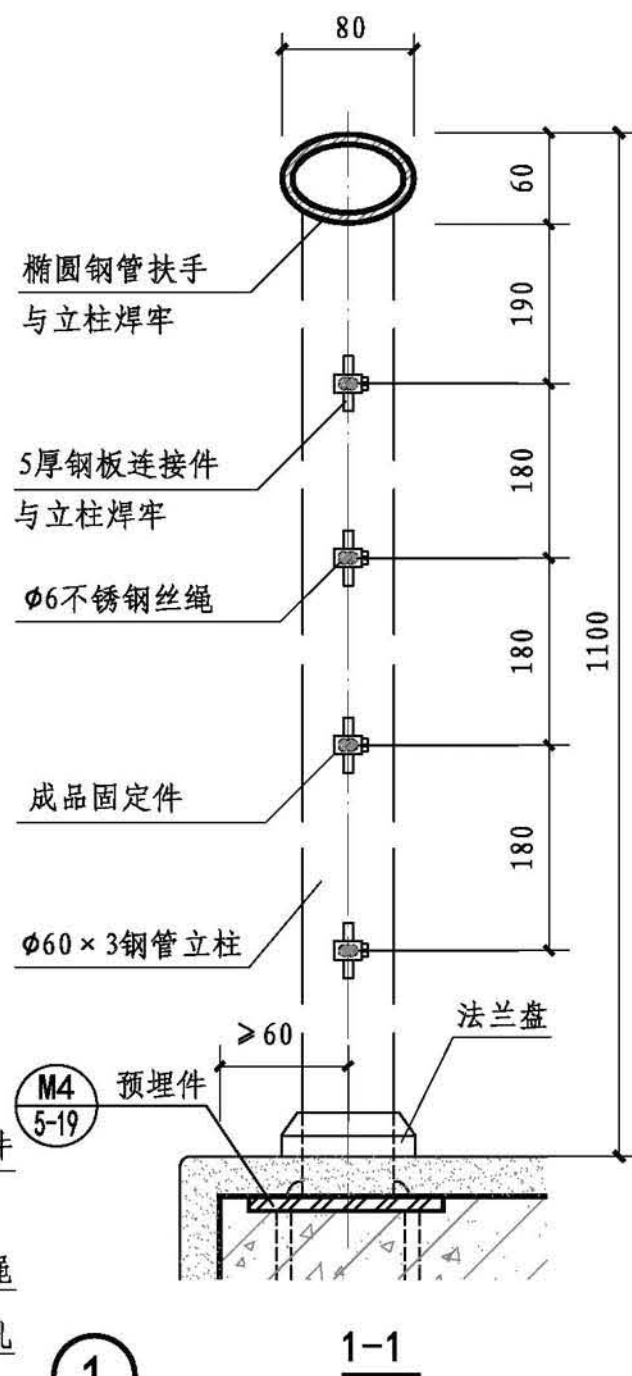 80
60
椭圆钢管扶手
与立柱焊牢
190
5厚钢板连接件
与立柱焊牢
180
φ6不锈钢丝绳
1100
180
成品固定件
180
φ60×3钢管立柱
法兰盘
≥60
M4
5-19
预埋件
件
绳
孔
1
1-1